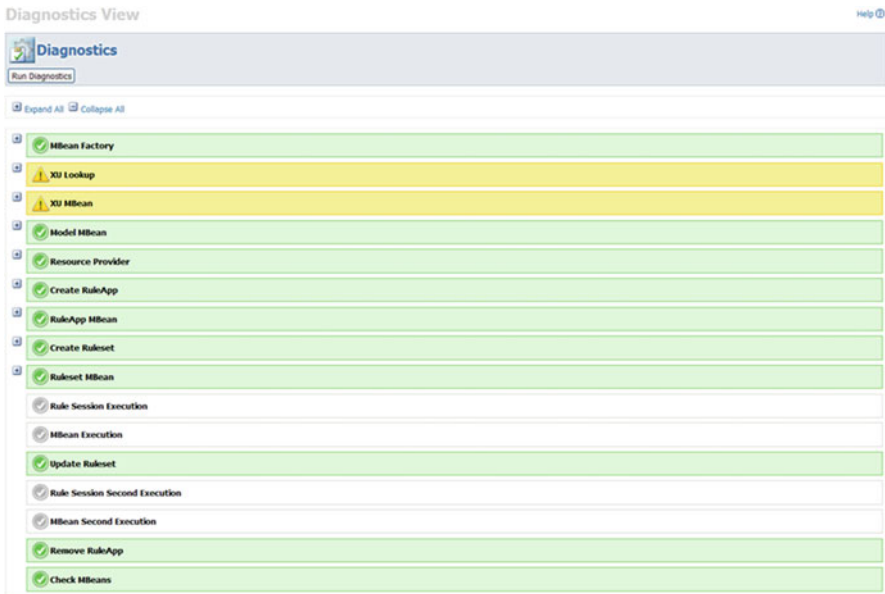 Diagnostics View
Help
Diagnostics
Run Diagnostics
Expand All Collapse All
MBean Factory
XU Lookup
XU MBean
Model MBean
Resource Provider
Create RuleApp
RuleApp MBean
Create Ruleset
Ruleset MBean
Rule Session Execution
MBean Execution
Update Ruleset
Rule Session Second Execution
MBean Second Execution
Remove RuleApp
Check MBeans